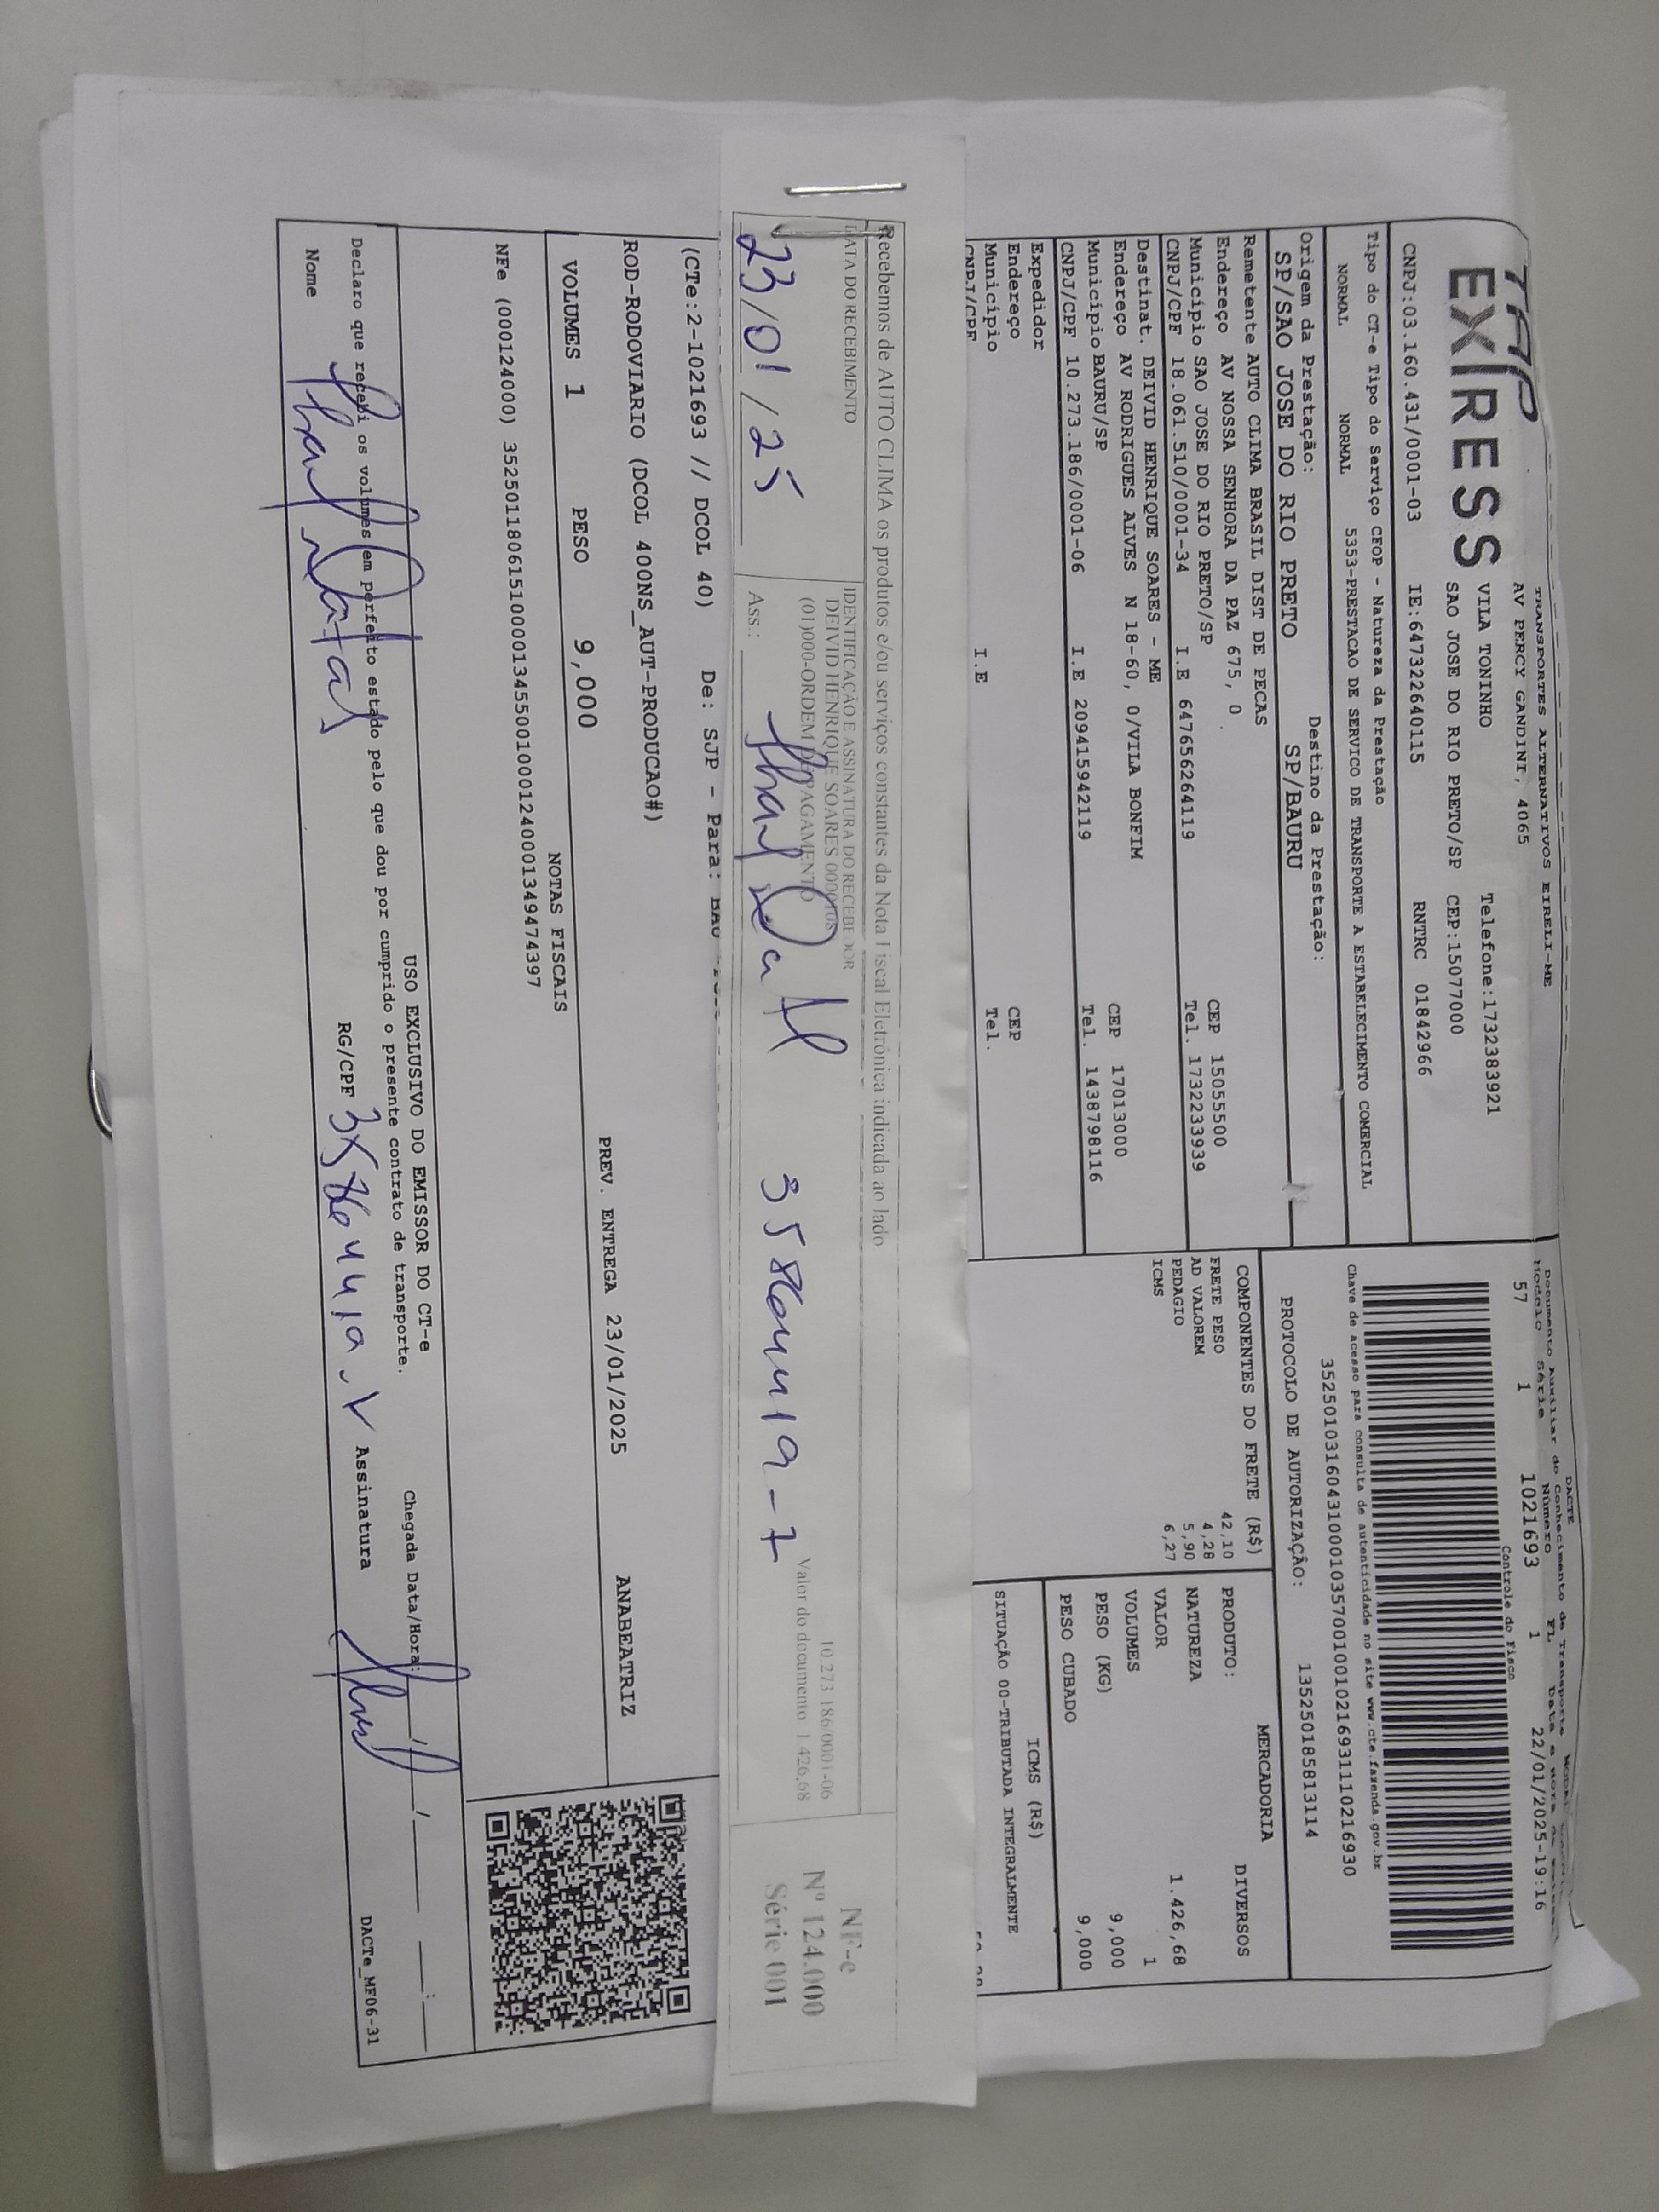 TAP
EXPRESS
TRANSPORTES ALTERNATIVOS EIRELI-ME
AV PERCY GANDINI, 4065
VILA TONINHO Telefone:1732383921
SAO JOSE DO RIO PRETO/SP CEP:15077000
CNPJ:03.160.431/0001-03 IE:647322640115 RNTRC 01842966
Tipo do CT-e Tipo do Serviço CFOP - Natureza da Prestação
NORMAL NORMAL 5353-PRESTACAO DE SERVICO DE TRANSPORTE A ESTABELECIMENTO COMERCIAL
Origem da Prestação: Destino da Prestação:
SP/SAO JOSE DO RIO PRETO SP/BAURU
Remetente AUTO CLIMA BRASIL DIST DE PECAS
Endereço AV NOSSA SENHORA DA PAZ 675, 0 CEP 15055500
Município SAO JOSE DO RIO PRETO/SP Tel. 1732233939
CNPJ/CPF 18.061.510/0001-34 I.E 647656264119
Destinat. DEIVID HENRIQUE SOARES - ME
Endereço AV RODRIGUES ALVES N 18-60, 0/VILA BONFIM CEP 17013000
Município BAURU/SP Tel. 1438798116
CNPJ/CPF 10.273.186/0001-06 I.E 209415942119
Expedidor
Endereço CEP
Município Tel.
CNPJ/CPF I.E
DACTE
Documento Auxiliar do Conhecimento de Transporte
Modelo Série Número FL Data e Hora de
57 1 1021693 1 22/01/2025-19:16
Controle do Fisco
Chave de acesso para consulta de autenticidade no site www.cte.fazenda.gov.br
35250103160431000103570010010216931110216930
PROTOCOLO DE AUTORIZAÇÃO: 135250185813114
COMPONENTES DO FRETE (R$)
FRETE PESO 42,10
AD VALOREM 4,28
PEDAGIO 5,90
ICMS 6,27
MERCADORIA
PRODUTO: DIVERSOS
NATUREZA
VALOR 1.426,68
VOLUMES 1
PESO (KG) 9,000
PESO CUBADO 9,000
ICMS (R$)
SITUAÇÃO 00-TRIBUTADA INTEGRALMENTE
Recebemos de AUTO CLIMA os produtos e/ou serviços constantes da Nota Fiscal Eletrônica indicada ao lado
DATA DO RECEBIMENTO IDENTIFICAÇÃO E ASSINATURA DO RECEBEDOR
DEIVID HENRIQUE SOARES 10.273.186/0001-06
(01)000-ORDEM DE PAGAMENTO Valor do documento 1.426,68
23/01/25 Ass.:
NF-e
Nº 124.000
Série 001
(CTe:2-1021693 // DCOL 40) De: SJP - Para: BAU
ROD-RODOVIARIO (DCOL 400NS_AUT-PRODUCAO#)
VOLUMES 1 PESO 9,000 PREV. ENTREGA 23/01/2025 ANABEATRIZ
NOTAS FISCAIS
NFe (000124000) 35250118061510000134550010001240001349474397
USO EXCLUSIVO DO EMISSOR DO CT-e
Declaro que recebi os volumes em perfeito estado pelo que dou por cumprido o presente contrato de transporte.
Chegada Data/Hora:
Nome RG/CPF Assinatura
DACTe_MF06-31